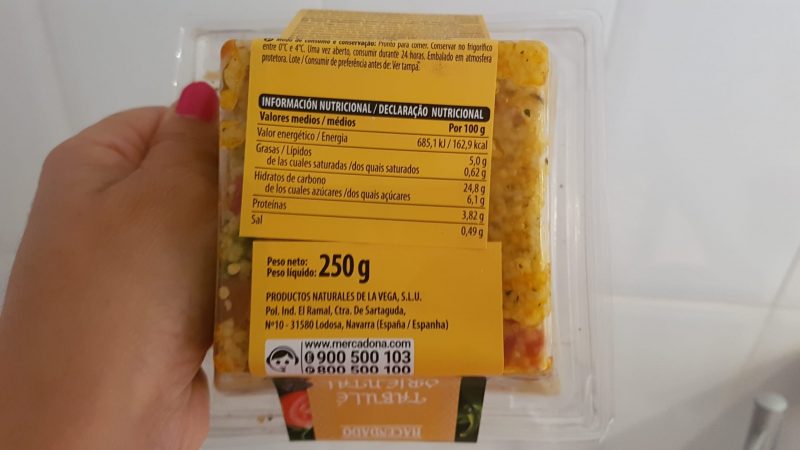 Modo de consumo e conservação: Pronto para comer. Conservar no frigorífico
entre 0°C e 4°C. Uma vez aberto, consumir durante 24 horas. Embalado em atmosfera
protetora. Lote / Consumir de preferência antes de: Ver tampa.
INFORMACIÓN NUTRICIONAL / DECLARAÇÃO NUTRICIONAL
Valores medios / médios Por 100 g
Valor energético / Energia 685,1 kJ / 162,9 kcal
Grasas / Lípidos 5,0 g
de las cuales saturadas /dos quais saturados 0,62 g
Hidratos de carbono 24,8 g
de los cuales azúcares /dos quais açúcares 6,1 g
Proteínas 3,82 g
Sal 0,49 g
Peso neto:
Peso líquido: 250 g
PRODUCTOS NATURALES DE LA VEGA, S.L.U.
Pol. Ind. El Ramal, Ctra. De Sartaguda,
Nº10 - 31580 Lodosa, Navarra (España / Espanha)
www.mercadona.com
900 500 103
800 500 100
TABULÉ
ORIENTAL
HACENDADO